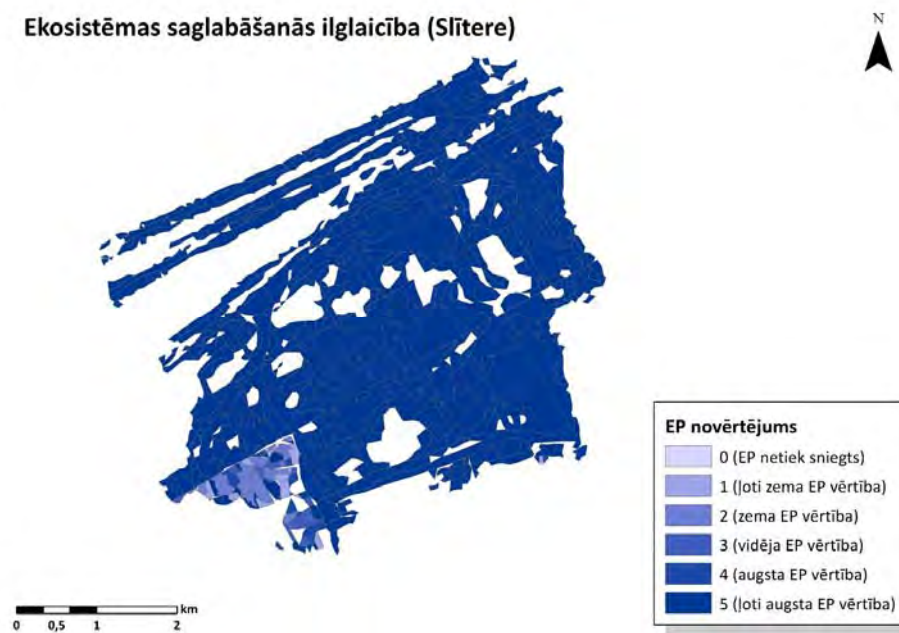 Ekosistēmas saglabāšanās ilglaicība (Slītere)
N
EP novērtējums
0 (EP netiek sniegts)
1 (ļoti zema EP vērtība)
2 (zema EP vērtība)
3 (vidēja EP vērtība)
4 (augsta EP vērtība)
5 (ļoti augsta EP vērtība)
km
0 0,5 1 2